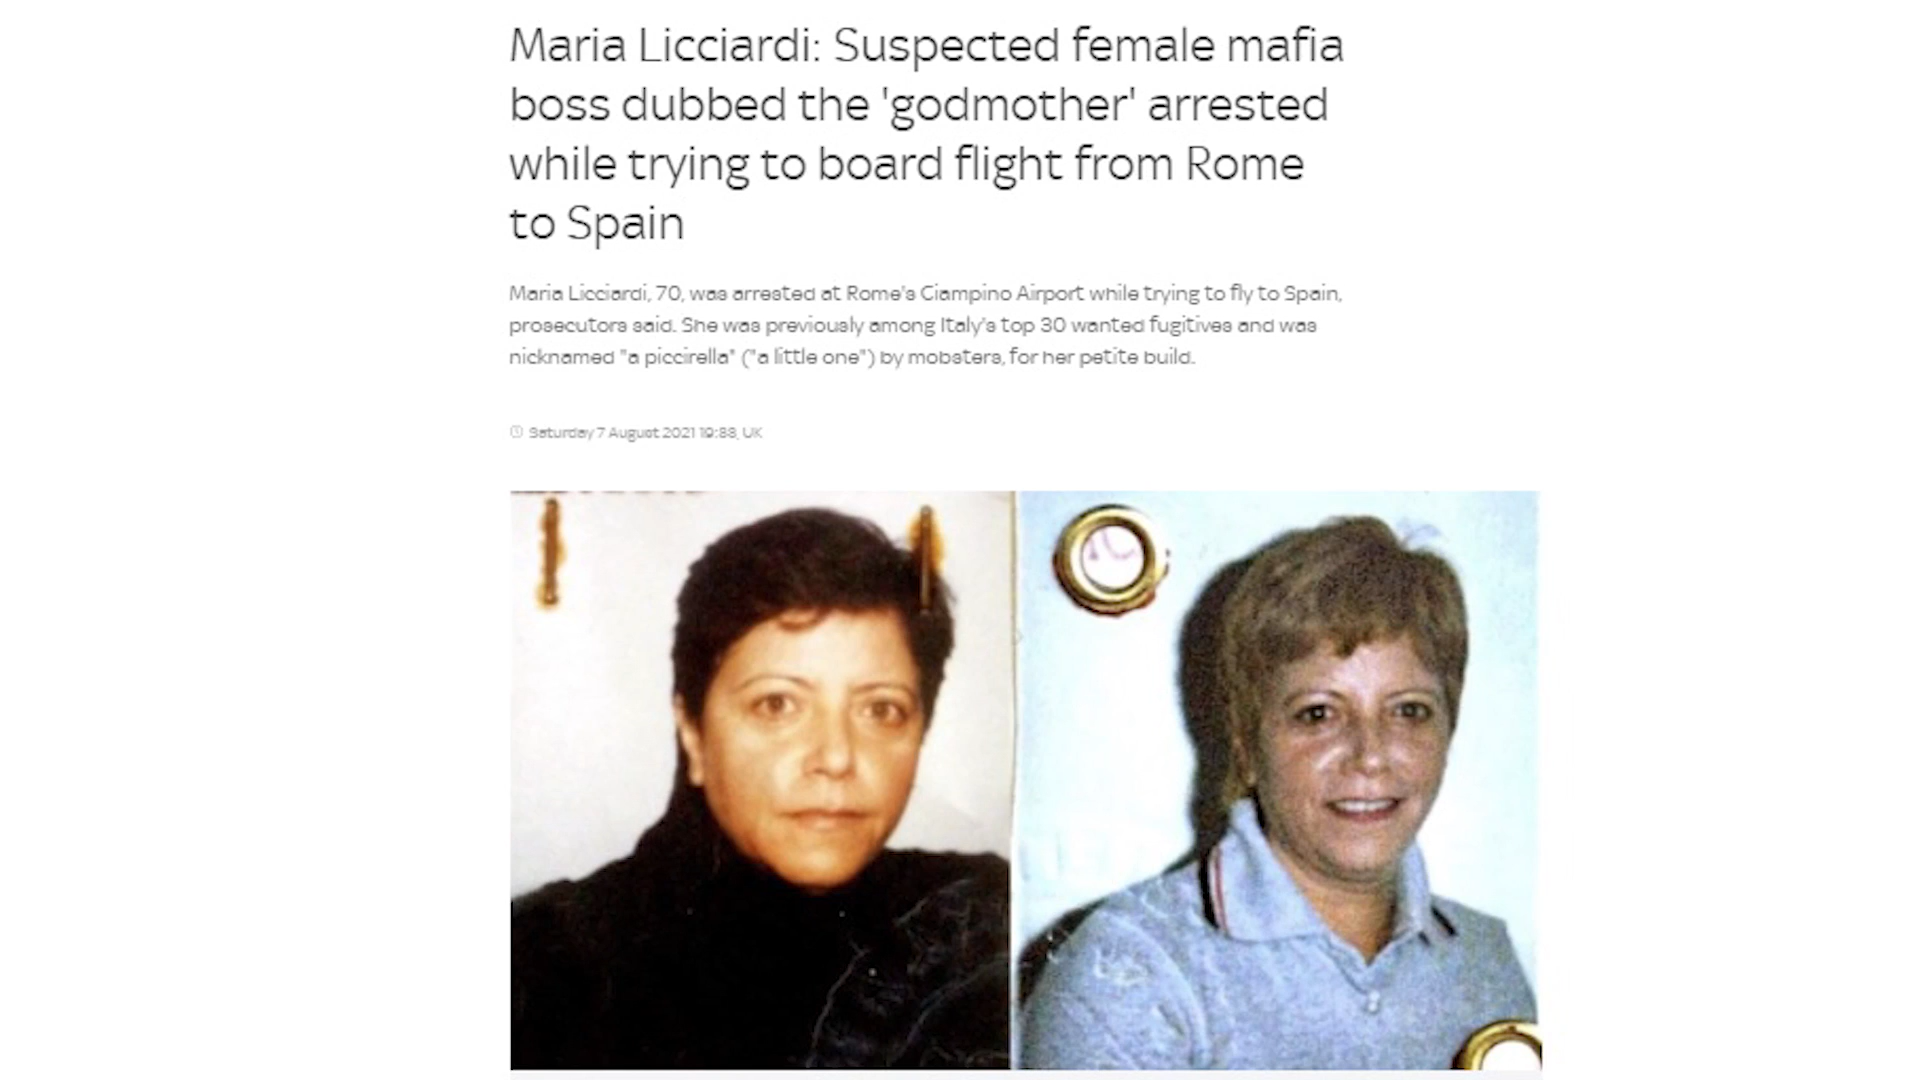 Maria Licciardi: Suspected female mafia
boss dubbed the 'godmother' arrested
while trying to board flight from Rome
to Spain
Maria Licciardi, 70, was arrested at Rome's Ciampino Airport while trying to fly to Spain,
prosecutors said. She was previously among Italy's top 30 wanted fugitives and was
nicknamed "a piccirella" ("a little one") by mobsters, for her petite build.
Saturday 7 August 2021 UK